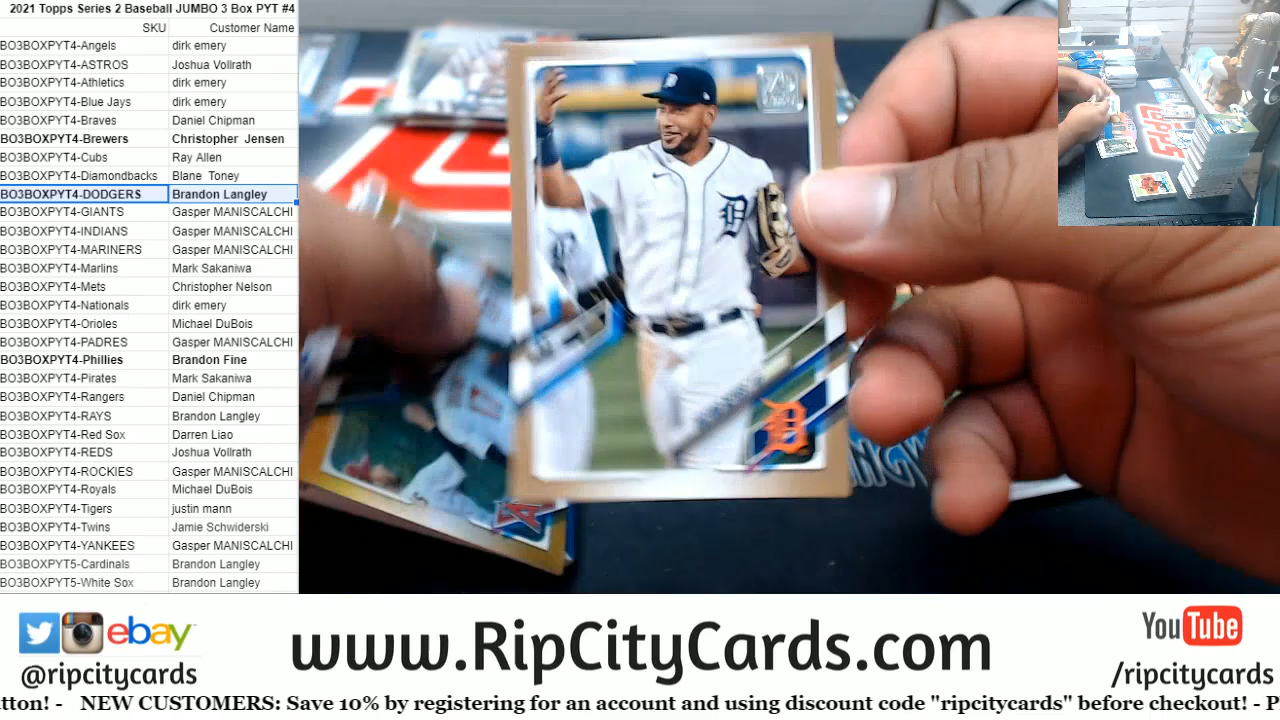 2021 Topps Series 2 Baseball JUMBO 3 Box PYT #4
SKU Customer Name
BO3BOXPYT4-Angels dirk emery
BO3BOXPYT4-ASTROS Joshua Vollrath
BO3BOXPYT4-Athletics dirk emery
BO3BOXPYT4-Blue Jays dirk emery
BO3BOXPYT4-Braves Daniel Chipman
BO3BOXPYT4-Brewers Christopher Jensen
BO3BOXPYT4-Cubs Ray Allen
BO3BOXPYT4-Diamondbacks Blane Toney
BO3BOXPYT4-DODGERS Brandon Langley
BO3BOXPYT4-GIANTS Gasper MANISCALCHI
BO3BOXPYT4-INDIANS Gasper MANISCALCHI
BO3BOXPYT4-MARINERS Gasper MANISCALCHI
BO3BOXPYT4-Marlins Mark Sakaniwa
BO3BOXPYT4-Mets Christopher Nelson
BO3BOXPYT4-Nationals dirk emery
BO3BOXPYT4-Orioles Michael DuBois
BO3BOXPYT4-PADRES Gasper MANISCALCHI
BO3BOXPYT4-Phillies Brandon Fine
BO3BOXPYT4-Pirates Mark Sakaniwa
BO3BOXPYT4-Rangers Daniel Chipman
BO3BOXPYT4-RAYS Brandon Langley
BO3BOXPYT4-Red Sox Darren Liao
BO3BOXPYT4-REDS Joshua Vollrath
BO3BOXPYT4-ROCKIES Gasper MANISCALCHI
BO3BOXPYT4-Royals Michael DuBois
BO3BOXPYT4-Tigers justin mann
BO3BOXPYT4-Twins Jamie Schwiderski
BO3BOXPYT4-YANKEES Gasper MANISCALCHI
BO3BOXPYT5-Cardinals Brandon Langley
BO3BOXPYT5-White Sox Brandon Langley
D
D
topps
ebay
@ripcitycards
www.RipCityCards.com
YouTube
/ripcitycards
tton! - NEW CUSTOMERS: Save 10% by registering for an account and using discount code "ripcitycards" before checkout! - P